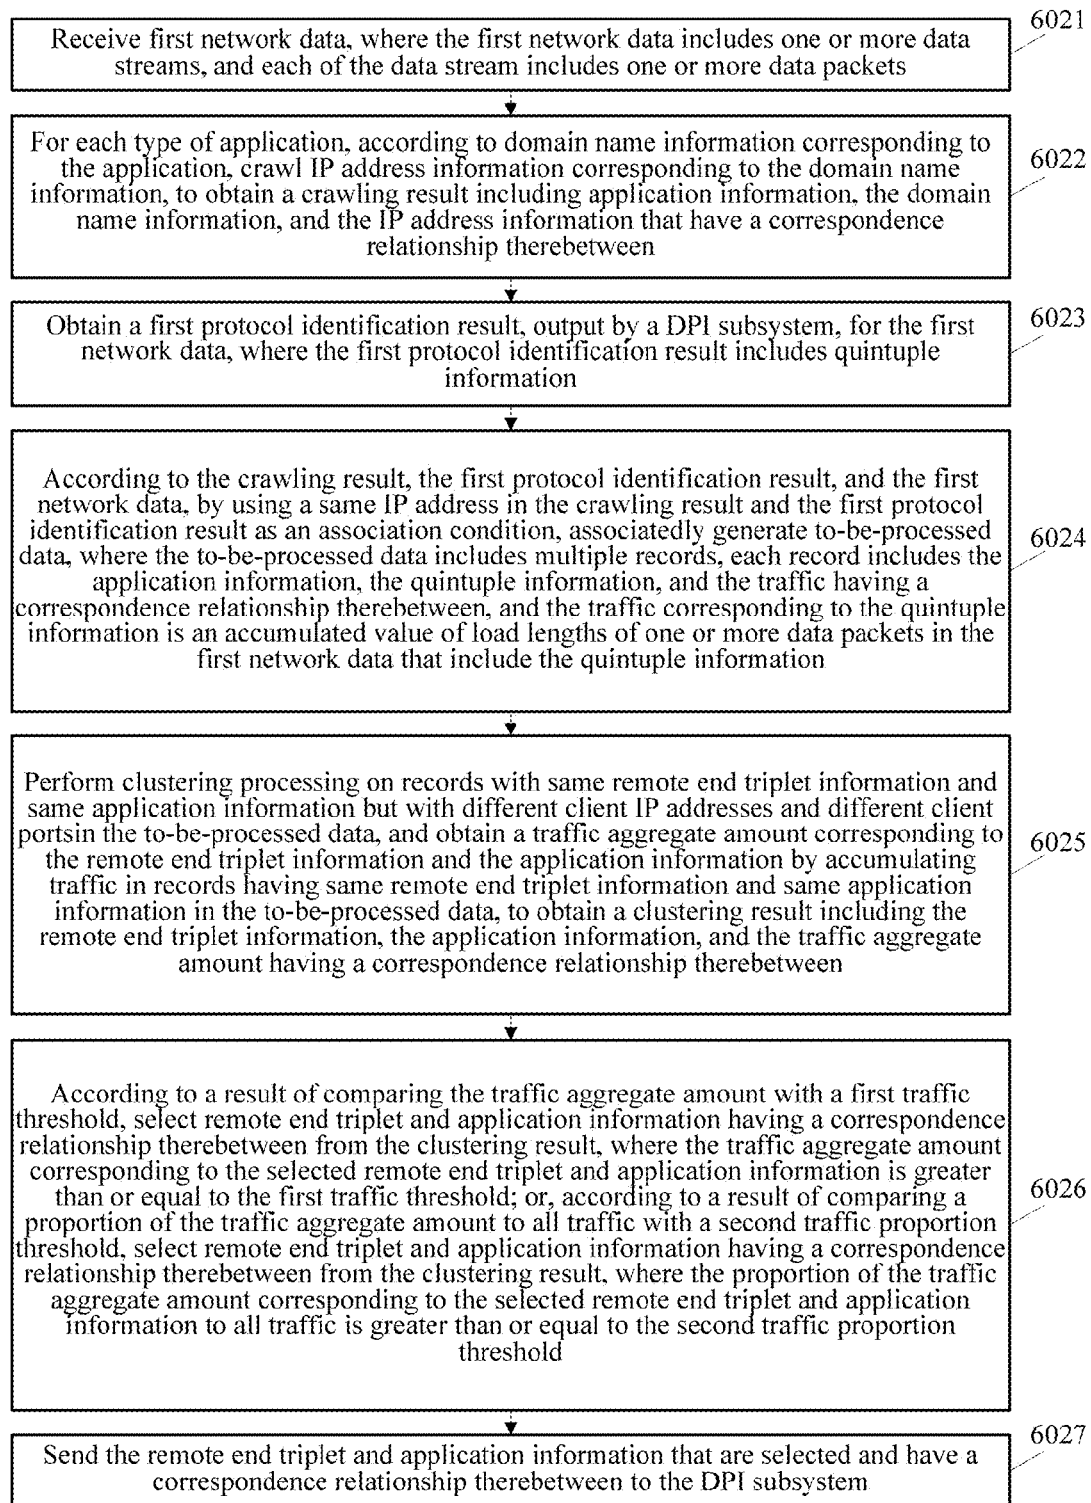 6021
Receive first network data, where the first network data includes one or more data
streams, and each of the data stream includes one or more data packets
For each type of application, according to domain name information corresponding to
the application, crawl IP address information corresponding to the domain name
information, to obtain a crawling result including application information, the domain
name information, and the IP address information that have a correspondence
relationship therebetween
6022
Obtain a first protocol identification result, output by a DPI subsystem, for the first
network data, where the first protocol identification result includes quintuple
information
6023
According to the crawling result, the first protocol identification result, and the first
network data, by using a same IP address in the crawling result and the first protocol
identification result as an association condition, associatedly generate to-be-processed
data, where the to-be-processed data includes multiple records, each record includes the
application information, the quintuple information, and the traffic having a
correspondence relationship therebetween, and the traffic corresponding to the quintuple
information is an accumulated value of load lengths of one or more data packets in the
first network data that include the quintuple information
6024
Perform clustering processing on records with same remote end triplet information and
same application information but with different client IP addresses and different client
portsin the to-be-processed data, and obtain a traffic aggregate amount corresponding to
the remote end triplet information and the application information by accumulating
traffic in records having same remote end triplet information and same application
information in the to-be-processed data, to obtain a clustering result including the
remote end triplet information, the application information, and the traffic aggregate
amount having a correspondence relationship therebetween
6025
According to a result of comparing the traffic aggregate amount with a first traffic
threshold, select remote end triplet and application information having a correspondence
relationship therebetween from the clustering result, where the traffic aggregate amount
corresponding to the selected remote end triplet and application information is greater
than or equal to the first traffic threshold; or, according to a result of comparing a
proportion of the traffic aggregate amount to all traffic with a second traffic proportion
threshold, select remote end triplet and application information having a correspondence
relationship therebetween from the clustering result, where the proportion of the traffic
aggregate amount corresponding to the selected remote end triplet and application
information to all traffic is greater than or equal to the second traffic proportion
threshold
6026
Send the remote end triplet and application information that are selected and have a
correspondence relationship therebetween to the DPI subsystem
6027